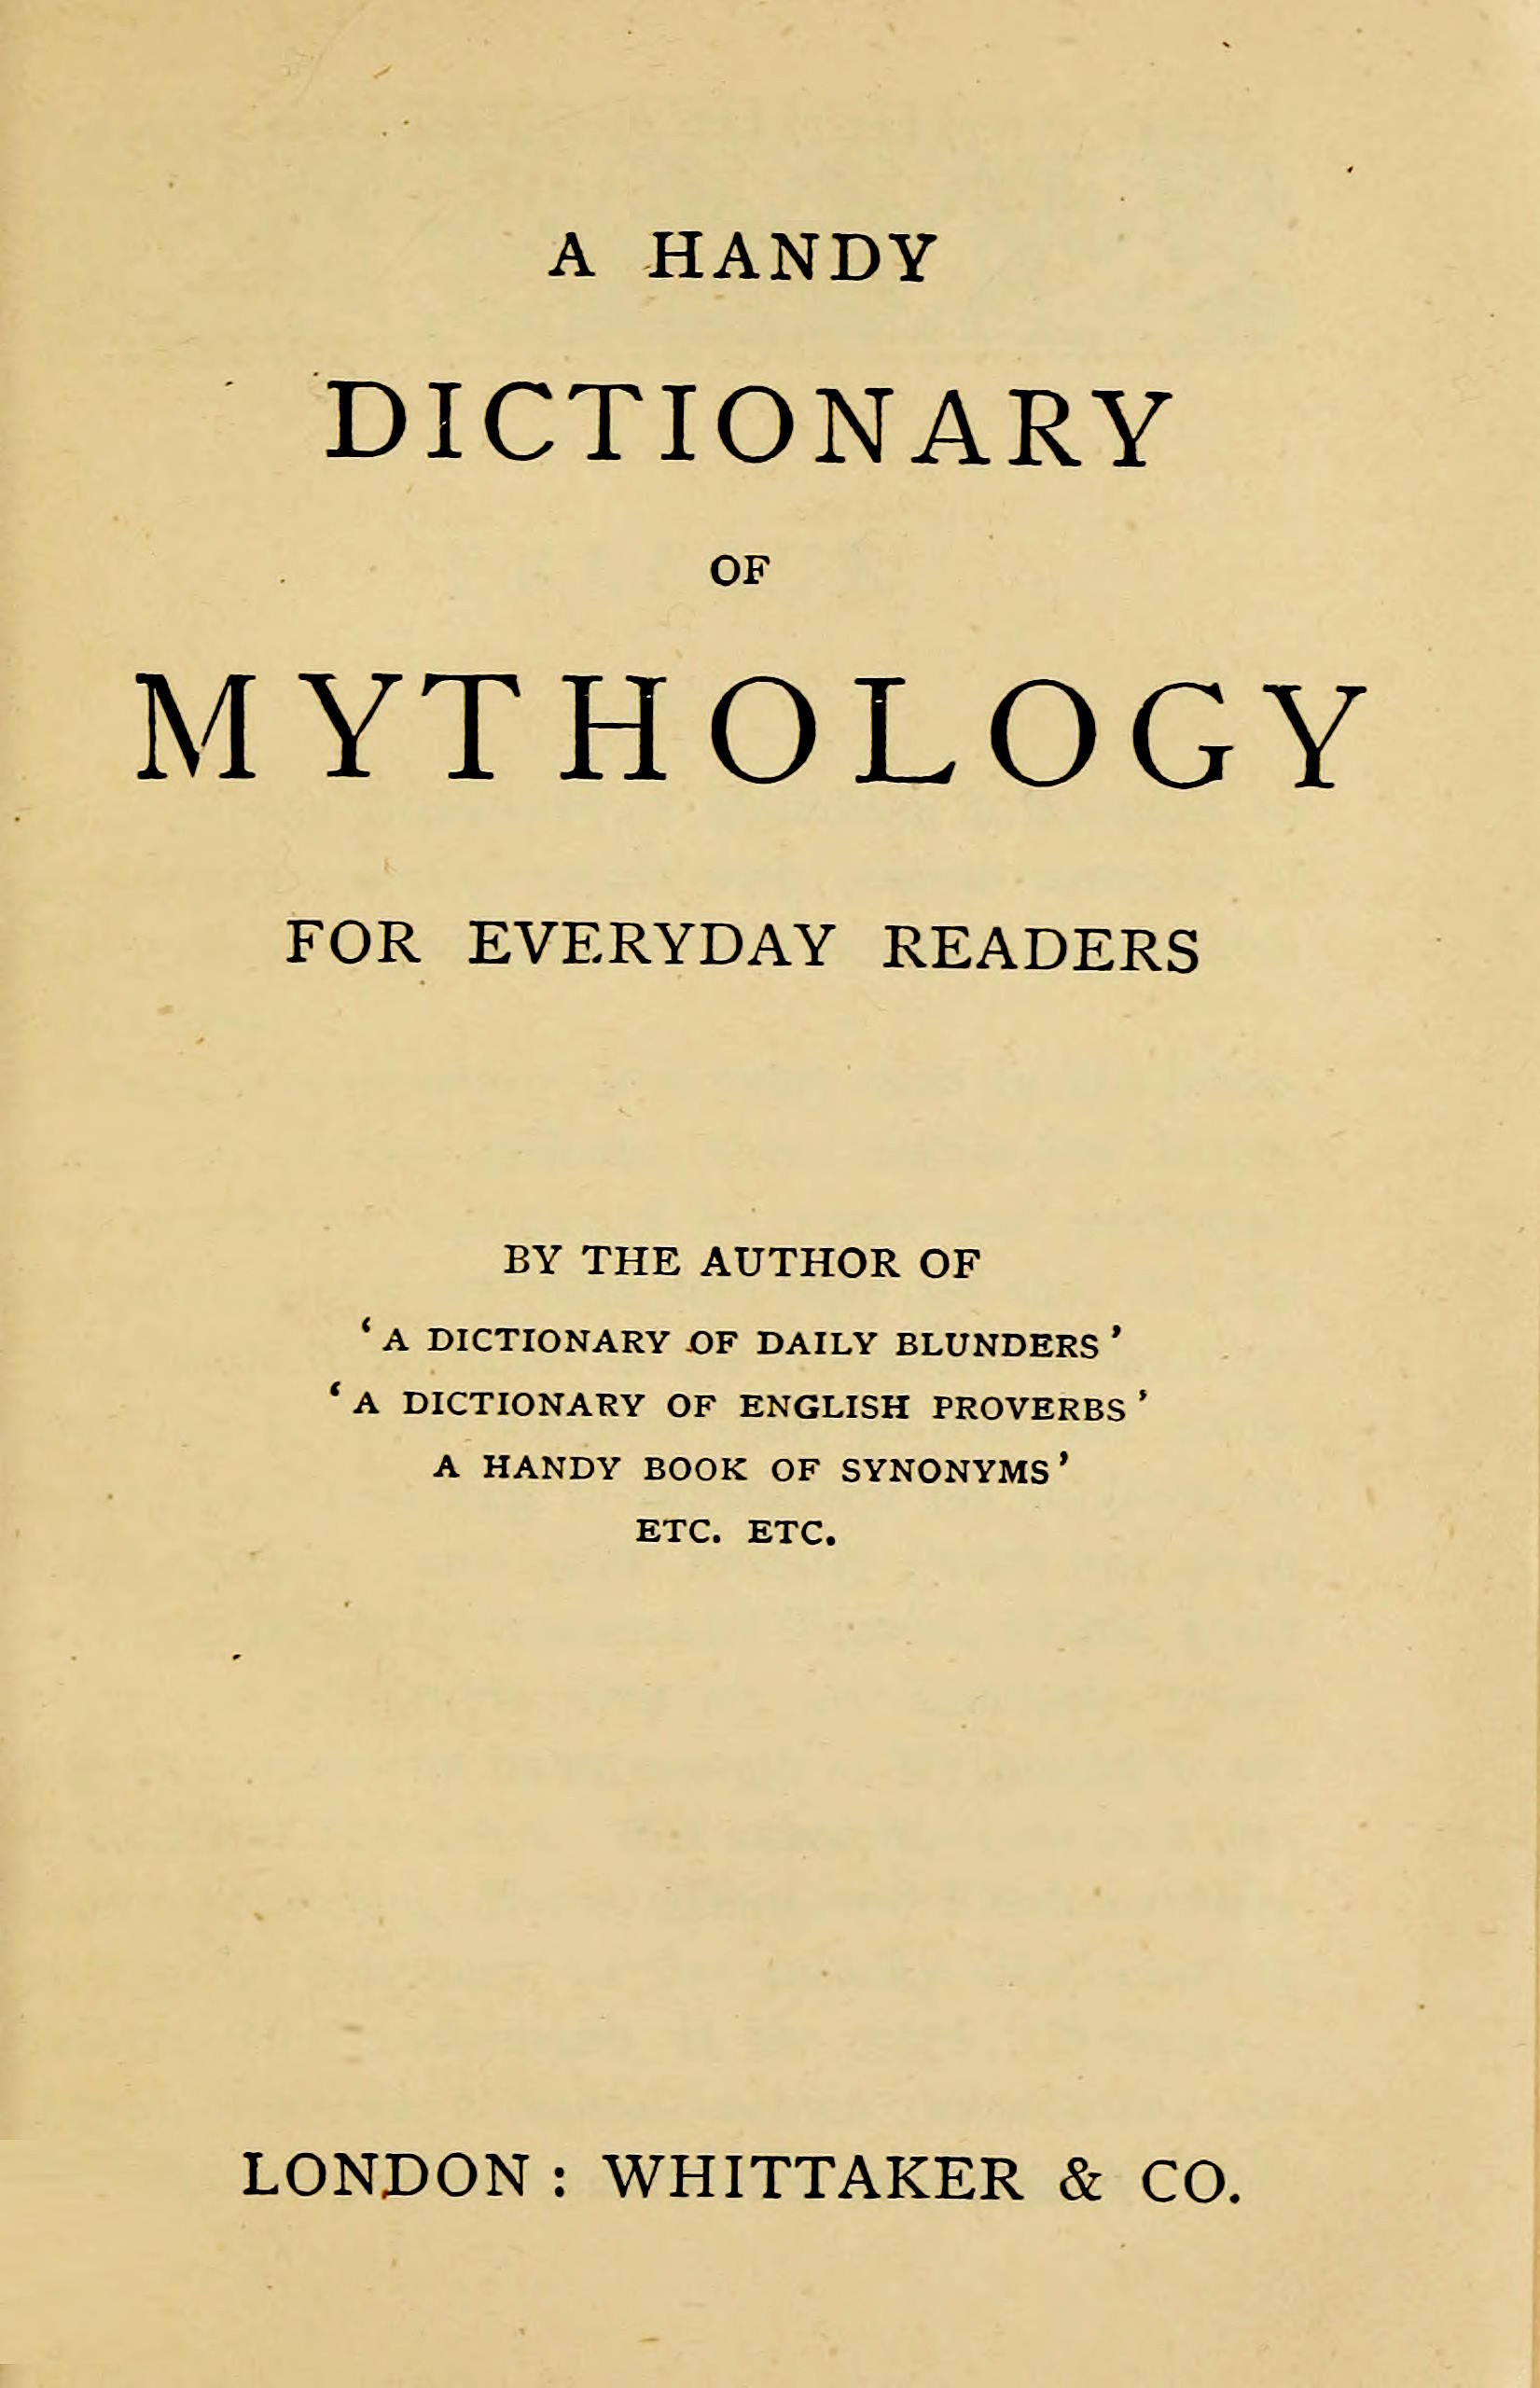 A HANDY
DICTIONARY
OF
MYTHOLOGY
FOR EVERYDAY READERS
BY THE AUTHOR OF
‘A DICTIONARY OF DAILY BLUNDERS’
‘A DICTIONARY OF ENGLISH PROVERBS’
A HANDY BOOK OF SYNONYMS’
ETC. ETC.
LONDON: WHITTAKER & CO.